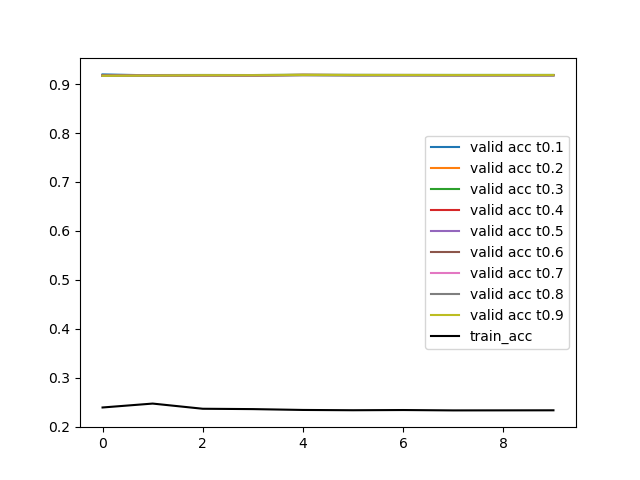 0.9
0.8
0.7
0.6
0.5
0.4
0.3
0.2
valid acc t0.1
valid acc t0.2
valid acc t0.3
valid acc t0.4
valid acc t0.5
valid acc t0.6
valid acc t0.7
valid acc t0.8
valid acc t0.9
train_acc
0 2 4 6 8